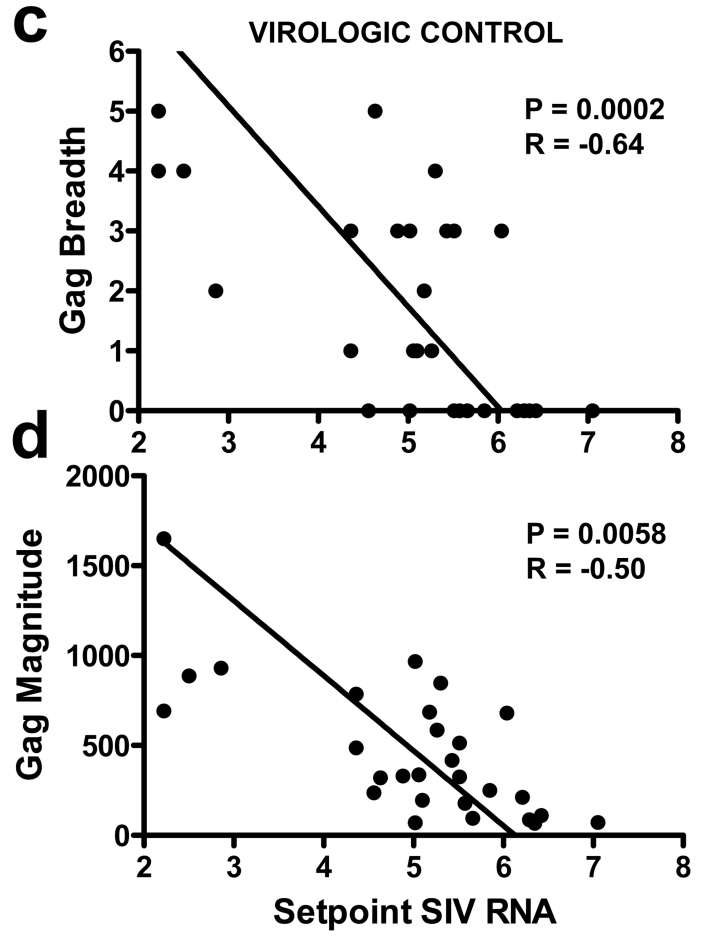 c
VIROLOGIC CONTROL
6
5
4
3
2
1
0
Gag Breadth
P = 0.0002
R = -0.64
2 3 4 5 6 7 8
d
2000
1500
1000
500
0
Gag Magnitude
P = 0.0058
R = -0.50
2 3 4 5 6 7 8
Setpoint SIV RNA